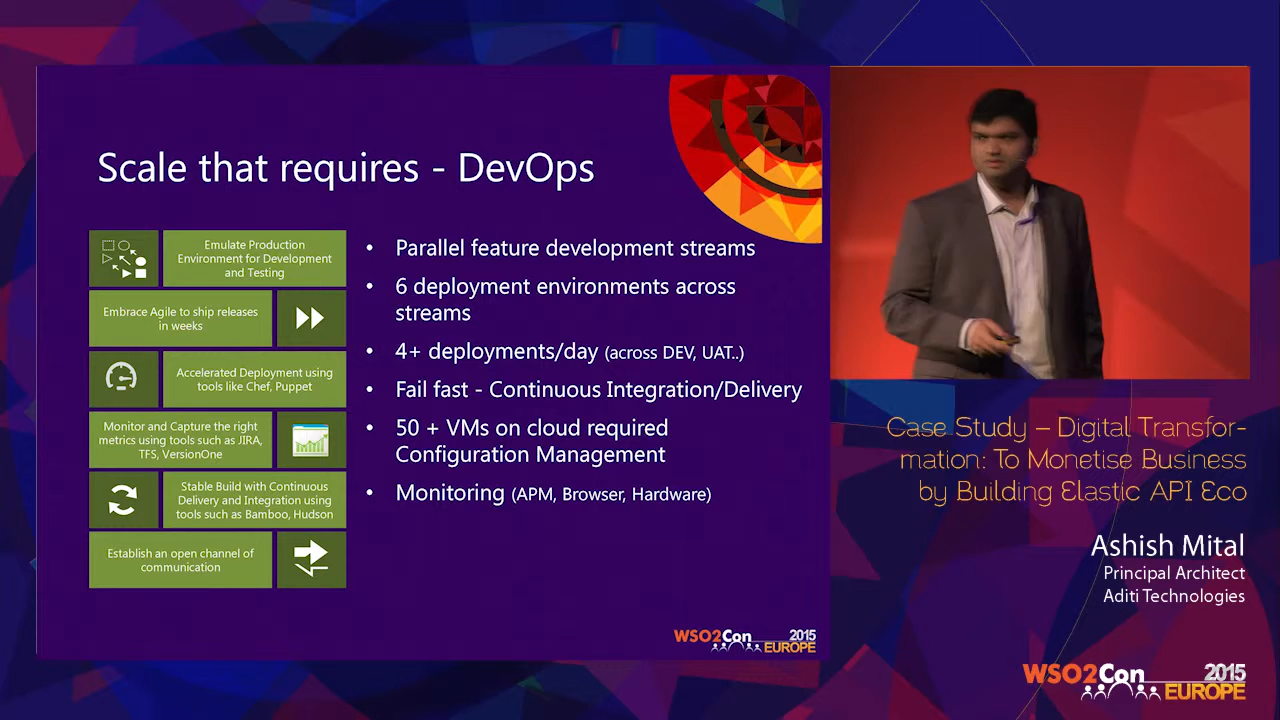 Scale that requires - DevOps
Emulate Production
Environment for Development
and Testing
Embrace Agile to ship releases
in weeks
Accelerated Deployment using
tools like Chef, Puppet
Monitor and Capture the right
metrics using tools such as JIRA,
TFS, VersionOne
Stable Build with Continuous
Delivery and Integration using
tools such as Bamboo, Hudson
Establish an open channel of
communication
• Parallel feature development streams
• 6 deployment environments across
streams
• 4+ deployments/day (across DEV, UAT..)
• Fail fast - Continuous Integration/Delivery
• 50 + VMs on cloud required
Configuration Management
• Monitoring (APM, Browser, Hardware)
WSO2Con 2015
EUROPE
Case Study – Digital Transfor-
mation: To Monetise Business
by Building Elastic API Eco
Ashish Mital
Principal Architect
Aditi Technologies
WSO2Con 2015
EUROPE